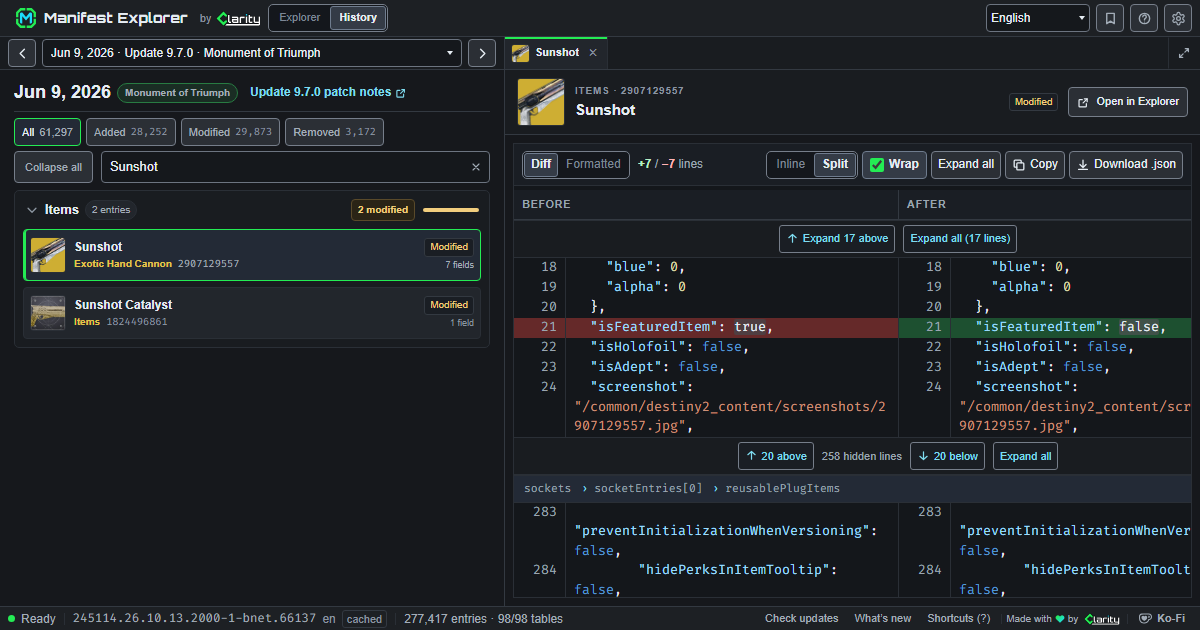 Manifest Explorer by Clarity Explorer History English
Jun 9, 2026 · Update 9.7.0 · Monument of Triumph
Sunshot
Jun 9, 2026 Monument of Triumph Update 9.7.0 patch notes
All 61,297 Added 28,252 Modified 29,873 Removed 3,172
Collapse all Sunshot
Items 2 entries 2 modified
Sunshot Modified
Exotic Hand Cannon 2907129557 7 fields
Sunshot Catalyst Modified
Items 1824496861 1 field
ITEMS · 2907129557
Sunshot
Modified Open in Explorer
Diff Formatted +7 / −7 lines Inline Split Wrap Expand all Copy Download .json
BEFORE AFTER
Expand 17 above Expand all (17 lines)
18 "blue": 0, 18 "blue": 0,
19 "alpha": 0 19 "alpha": 0
20 }, 20 },
21 "isFeaturedItem": true, 21 "isFeaturedItem": false,
22 "isHolofoil": false, 22 "isHolofoil": false,
23 "isAdept": false, 23 "isAdept": false,
24 "screenshot": 24 "screenshot":
"/common/destiny2_content/screenshots/2 "/common/destiny2_content/scr
907129557.jpg", 907129557.jpg",
20 above 258 hidden lines 20 below Expand all
sockets › socketEntries[0] › reusablePlugItems
283 283
"preventInitializationWhenVersioning": "preventInitializationWhenVer
false, false,
284 "hidePerksInItemTooltip": 284 "hidePerksInItemToolt
false, false,
Ready 245114.26.10.13.2000-1-bnet.66137 en cached 277,417 entries · 98/98 tables Check updates What's new Shortcuts (?) Made with by Clarity Ko-Fi